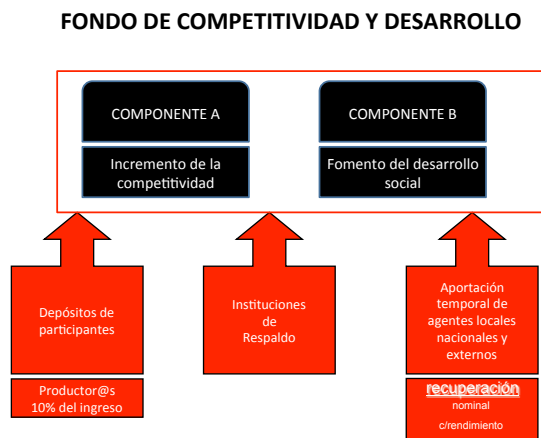 FONDO DE COMPETITIVIDAD Y DESARROLLO
COMPONENTE A
Incremento de la
competitividad
COMPONENTE B
Fomento del desarrollo
social
Depósitos de
participantes
Productor@s
10% del ingreso
Instituciones
de
Respaldo
Aportación
temporal de
agentes locales
nacionales y
externos
recuperación
nominal
c/rendimiento